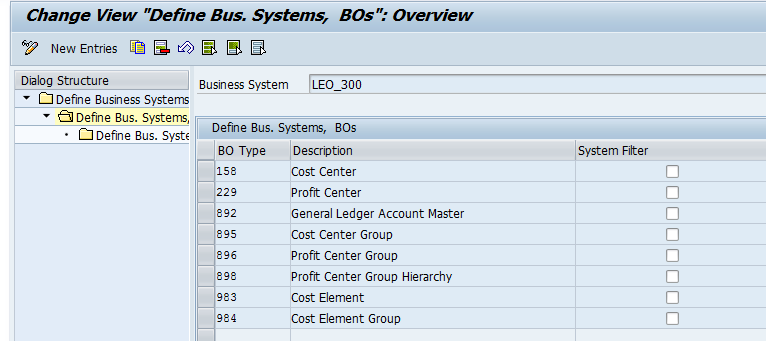 Change View "Define Bus. Systems, BOs": Overview
New Entries
Dialog Structure
Define Business Systems
Define Bus. Systems,
Define Bus. Syste
Business System LEO_300
Define Bus. Systems, BOs
BO Type Description System Filter
158 Cost Center
229 Profit Center
892 General Ledger Account Master
895 Cost Center Group
896 Profit Center Group
898 Profit Center Group Hierarchy
983 Cost Element
984 Cost Element Group